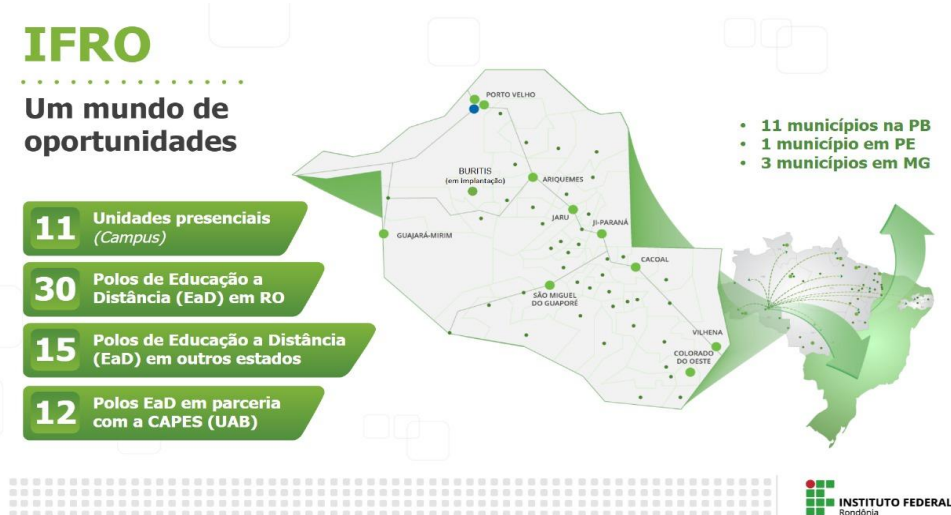 IFRO
Um mundo de
oportunidades
11
Unidades presenciais
(Campus)
30
Polos de Educação a
Distância (EaD) em RO
15
Polos de Educação a Distância
(EaD) em outros estados
12
Polos EaD em parceria
com a CAPES (UAB)
PORTO VELHO
BURITIS
(em Implantação)
ARIQUEMES
JARU
JI-PARANÁ
GUAJARÁ-MIRIM
CACOAL
SÃO MIGUEL
DO GUAPORÉ
VILHENA
COLORADO
DO OESTE
• 11 municípios na PB
• 1 município em PE
• 3 municípios em MG
INSTITUTO FEDERAL
Rondônia